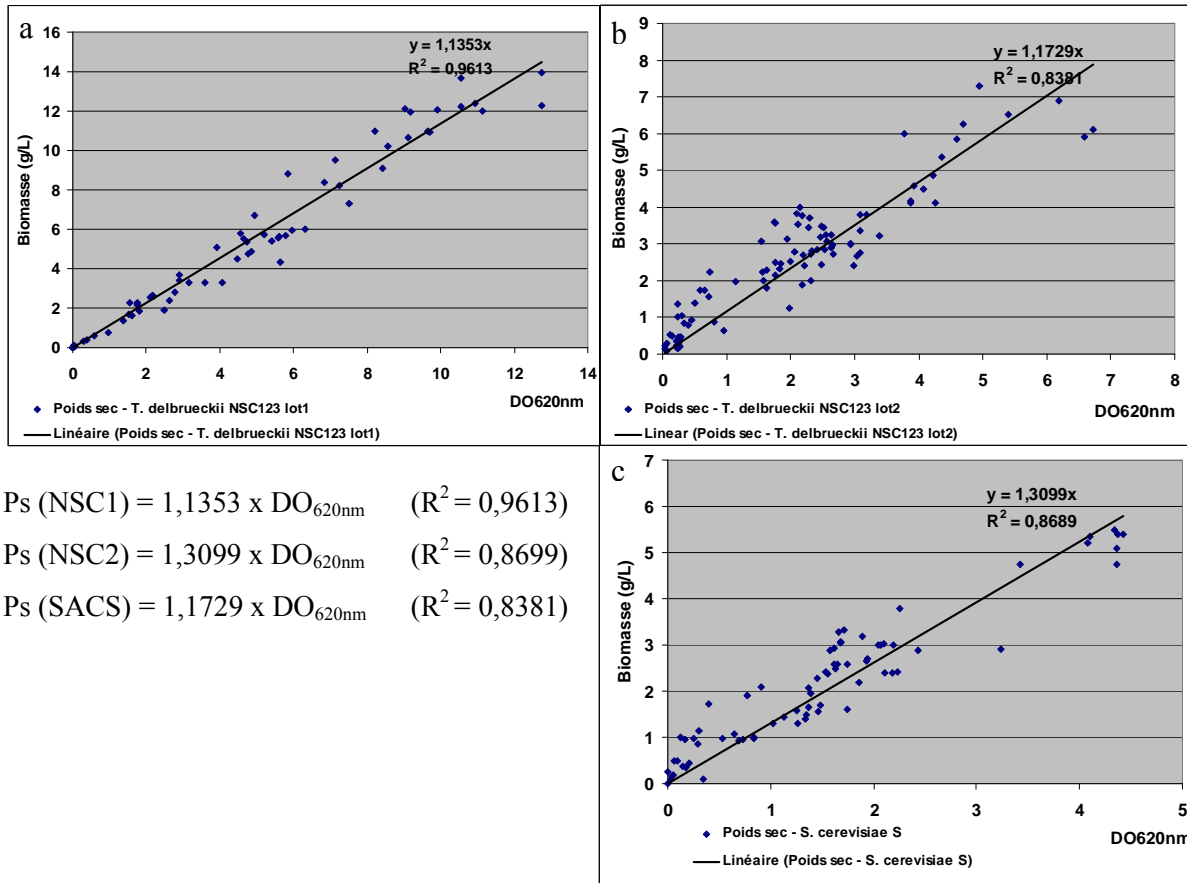 a
y = 1,1353x
R² = 0,9613
16
14
12
10
8
6
4
2
0
Biomasse (g/L)
0 2 4 6 8 10 12 14
DO620nm
Poids sec - T. delbrueckii NSC123 lot1
Linéaire (Poids sec - T. delbrueckii NSC123 lot1)
b
y = 1,1729x
R² = 0,8381
9
8
7
6
5
4
3
2
1
0
Biomasse (g/L)
0 1 2 3 4 5 6 7 8
DO620nm
Poids sec - T. delbrueckii NSC123 lot2
Linear (Poids sec - T. delbrueckii NSC123 lot2)
Ps (NSC1) = 1,1353 x DO620nm (R² = 0,9613)
Ps (NSC2) = 1,3099 x DO620nm (R² = 0,8699)
Ps (SACS) = 1,1729 x DO620nm (R² = 0,8381)
c
y = 1,3099x
R² = 0,8689
7
6
5
4
3
2
1
0
Biomasse (g/L)
0 1 2 3 4 5
DO620nm
Poids sec - S. cerevisiae S
Linéaire (Poids sec - S. cerevisiae S)